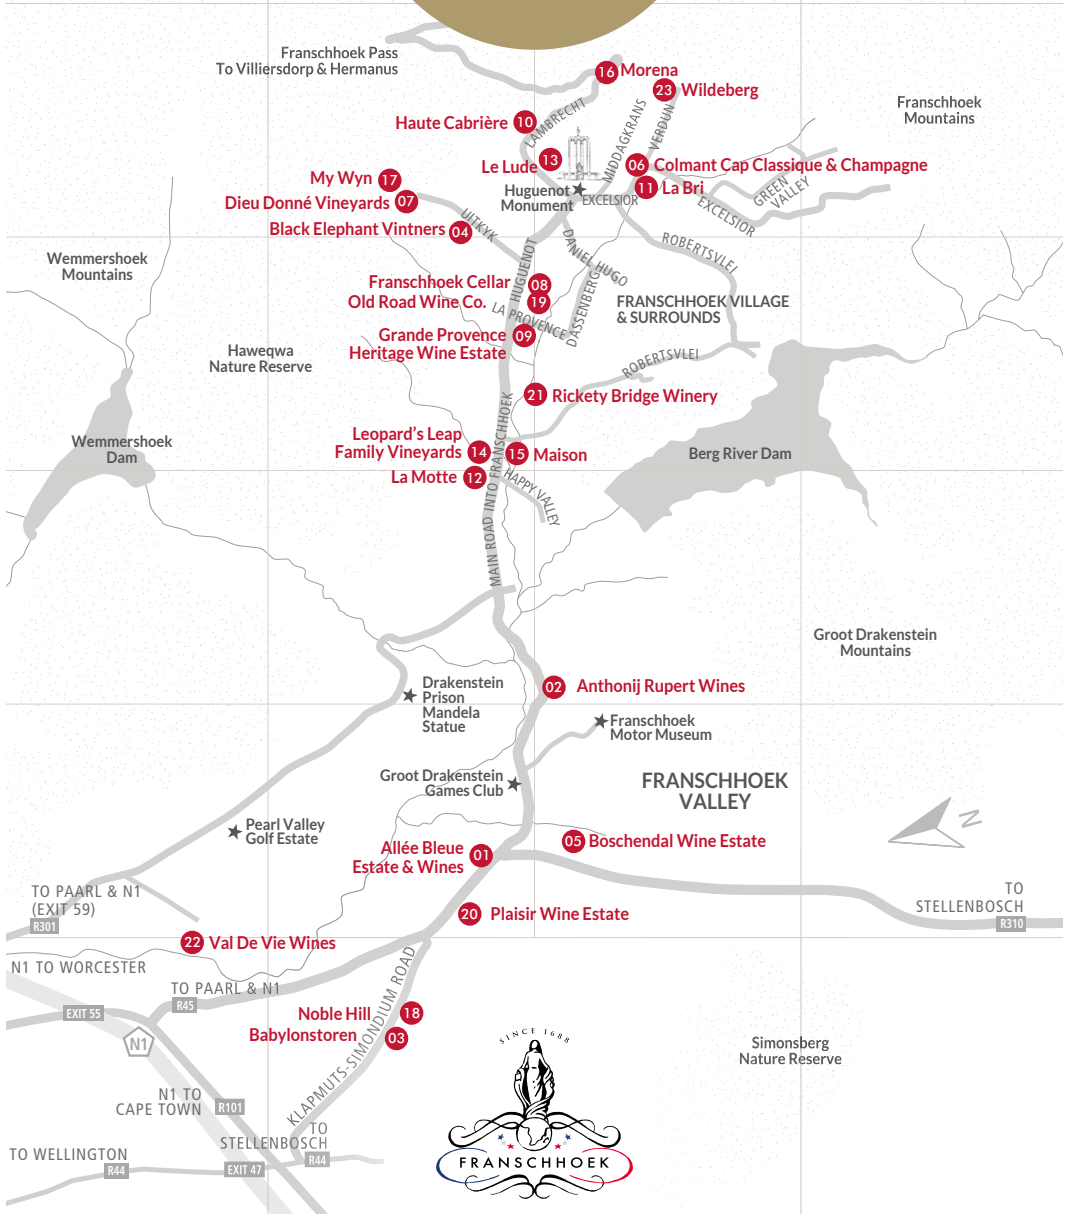 Franschhoek Pass
To Villiersdorp & Hermanus
16 Morena
23 Wildeberg
Franschhoek
Mountains
LAMBRECHT
MIDDAGKRANS
VERDUN
Haute Cabrière 10
Le Lude 13
06 Colmant Cap Classique & Champagne
My Wyn 17
11 La Bri
GREEN
VALLEY
Huguenot
Monument
EXCELSIOR
EXCELSIOR
Dieu Donné Vineyards 07
Black Elephant Vintners 04
UITKYK
HUGUENOT
DANIEL HUGO
ROBERTSVLEI
Wemmershoek
Mountains
Franschhoek Cellar 08
Old Road Wine Co. 19
LA PROVENCE
DASSENBERG
FRANSCHHOEK VILLAGE
& SURROUNDS
Grande Provence 09
Heritage Wine Estate
Haweqwa
Nature Reserve
ROBERTSVLEI
21 Rickety Bridge Winery
Leopard's Leap
Family Vineyards 14
15 Maison
La Motte 12
MAIN ROAD INTO FRANSCHHOEK
HAPPY VALLEY
Wemmershoek
Dam
Berg River Dam
Groot Drakenstein
Mountains
Drakenstein
Prison
Mandela
Statue
02 Anthonij Rupert Wines
Franschhoek
Motor Museum
Groot Drakenstein
Games Club
FRANSCHHOEK
VALLEY
N
Pearl Valley
Golf Estate
Allée Bleue
Estate & Wines 01
05 Boschendal Wine Estate
TO PAARL & N1
(EXIT 59)
R301
TO
STELLENBOSCH
R310
20 Plaisir Wine Estate
22 Val De Vie Wines
N1 TO WORCESTER
TO PAARL & N1
R45
EXIT 55
N1
KLAPMUTS-SIMONDIUM ROAD
Noble Hill 18
Babylonstoren 03
Simonsberg
Nature Reserve
N1 TO
CAPE TOWN
R101
TO
STELLENBOSCH
R44
TO WELLINGTON
R44
EXIT 47
SINCE 1688
FRANSCHHOEK